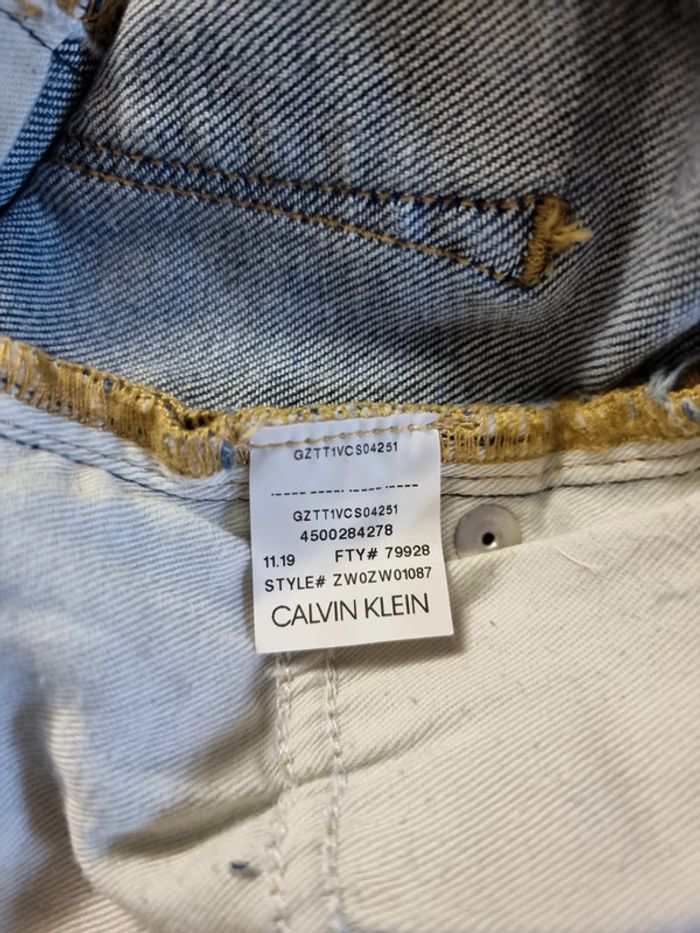 GZTT1VCS04251
GZTT1VCS04251
4500284278
11.19 FTY# 79928
STYLE# ZW0ZW01087
CALVIN KLEIN